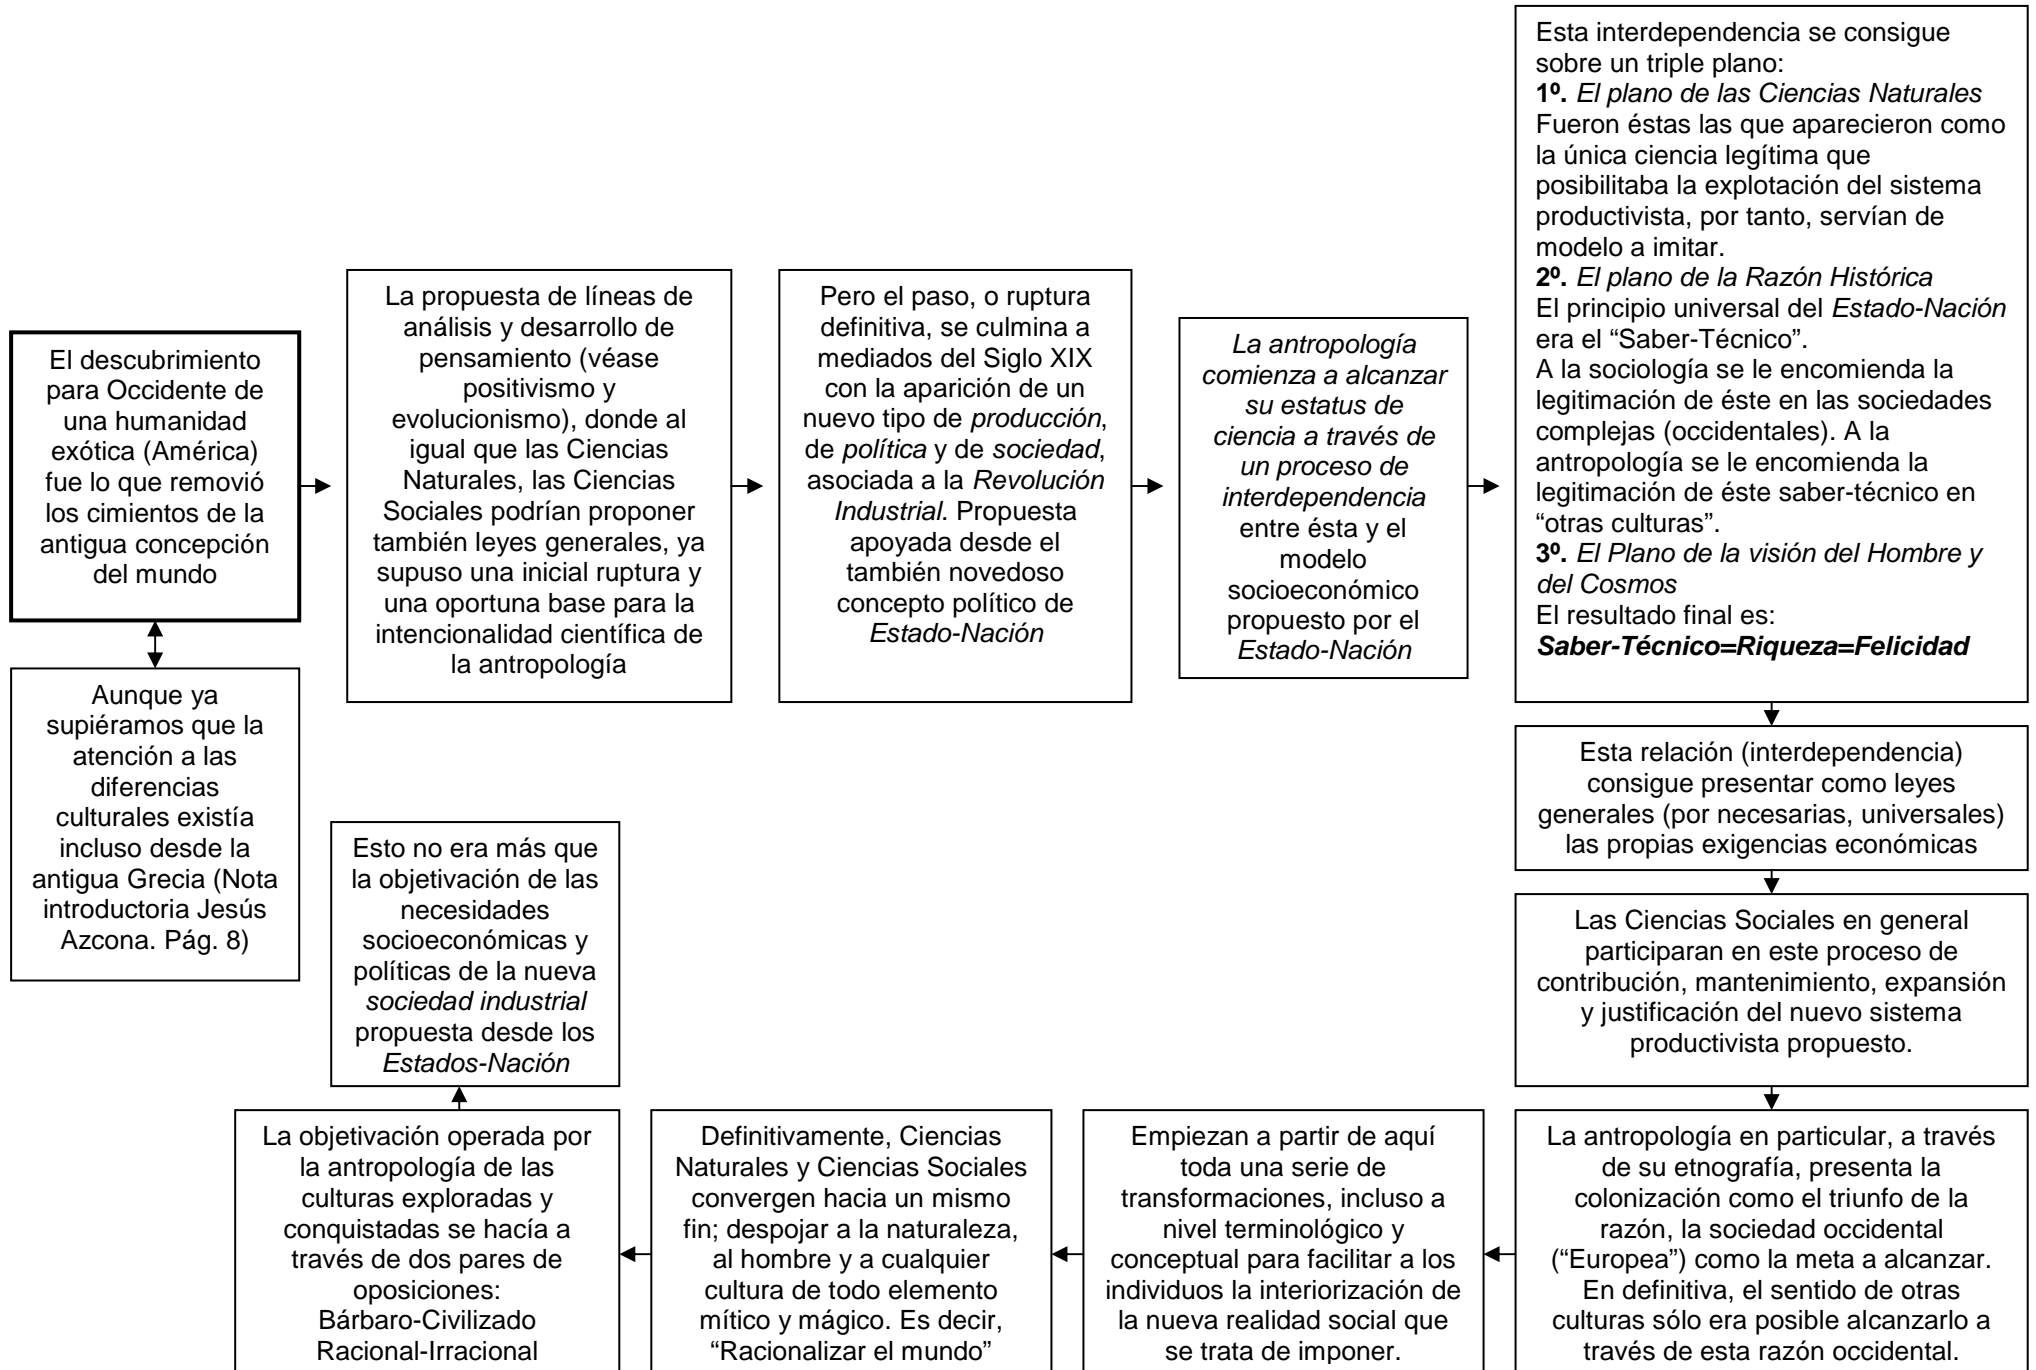 El descubrimiento
para Occidente de
una humanidad
exótica (América)
fue lo que removió
los cimientos de la
antigua concepción
del mundo
Aunque ya
supiéramos que la
atención a las
diferencias
culturales existía
incluso desde la
antigua Grecia (Nota
introductoria Jesús
Azcona. Pág. 8)
La propuesta de líneas de
análisis y desarrollo de
pensamiento (véase
positivismo y
evolucionismo), donde al
igual que las Ciencias
Naturales, las Ciencias
Sociales podrían proponer
también leyes generales, ya
supuso una inicial ruptura y
una oportuna base para la
intencionalidad científica de
la antropología
Pero el paso, o ruptura
definitiva, se culmina a
mediados del Siglo XIX
con la aparición de un
nuevo tipo de producción,
de política y de sociedad,
asociada a la Revolución
Industrial. Propuesta
apoyada desde el
también novedoso
concepto político de
Estado-Nación
La antropología
comienza a alcanzar
su estatus de
ciencia a través de
un proceso de
interdependencia
entre ésta y el
modelo
socioeconómico
propuesto por el
Estado-Nación
Esta interdependencia se consigue
sobre un triple plano:
1º. El plano de las Ciencias Naturales
Fueron éstas las que aparecieron como
la única ciencia legítima que
posibilitaba la explotación del sistema
productivista, por tanto, servían de
modelo a imitar.
2º. El plano de la Razón Histórica
El principio universal del Estado-Nación
era el “Saber-Técnico”.
A la sociología se le encomienda la
legitimación de éste en las sociedades
complejas (occidentales). A la
antropología se le encomienda la
legitimación de éste saber-técnico en
“otras culturas”.
3º. El Plano de la visión del Hombre y
del Cosmos
El resultado final es:
Saber-Técnico=Riqueza=Felicidad
Esta relación (interdependencia)
consigue presentar como leyes
generales (por necesarias, universales)
las propias exigencias económicas
Las Ciencias Sociales en general
participaran en este proceso de
contribución, mantenimiento, expansión
y justificación del nuevo sistema
productivista propuesto.
La antropología en particular, a través
de su etnografía, presenta la
colonización como el triunfo de la
razón, la sociedad occidental
(“Europea”) como la meta a alcanzar.
En definitiva, el sentido de otras
culturas sólo era posible alcanzarlo a
través de esta razón occidental.
Empiezan a partir de aquí
toda una serie de
transformaciones, incluso a
nivel terminológico y
conceptual para facilitar a los
individuos la interiorización de
la nueva realidad social que
se trata de imponer.
Definitivamente, Ciencias
Naturales y Ciencias Sociales
convergen hacia un mismo
fin; despojar a la naturaleza,
al hombre y a cualquier
cultura de todo elemento
mítico y mágico. Es decir,
“Racionalizar el mundo”
La objetivación operada por
la antropología de las
culturas exploradas y
conquistadas se hacía a
través de dos pares de
oposiciones:
Bárbaro-Civilizado
Racional-Irracional
Esto no era más que
la objetivación de las
necesidades
socioeconómicas y
políticas de la nueva
sociedad industrial
propuesta desde los
Estados-Nación